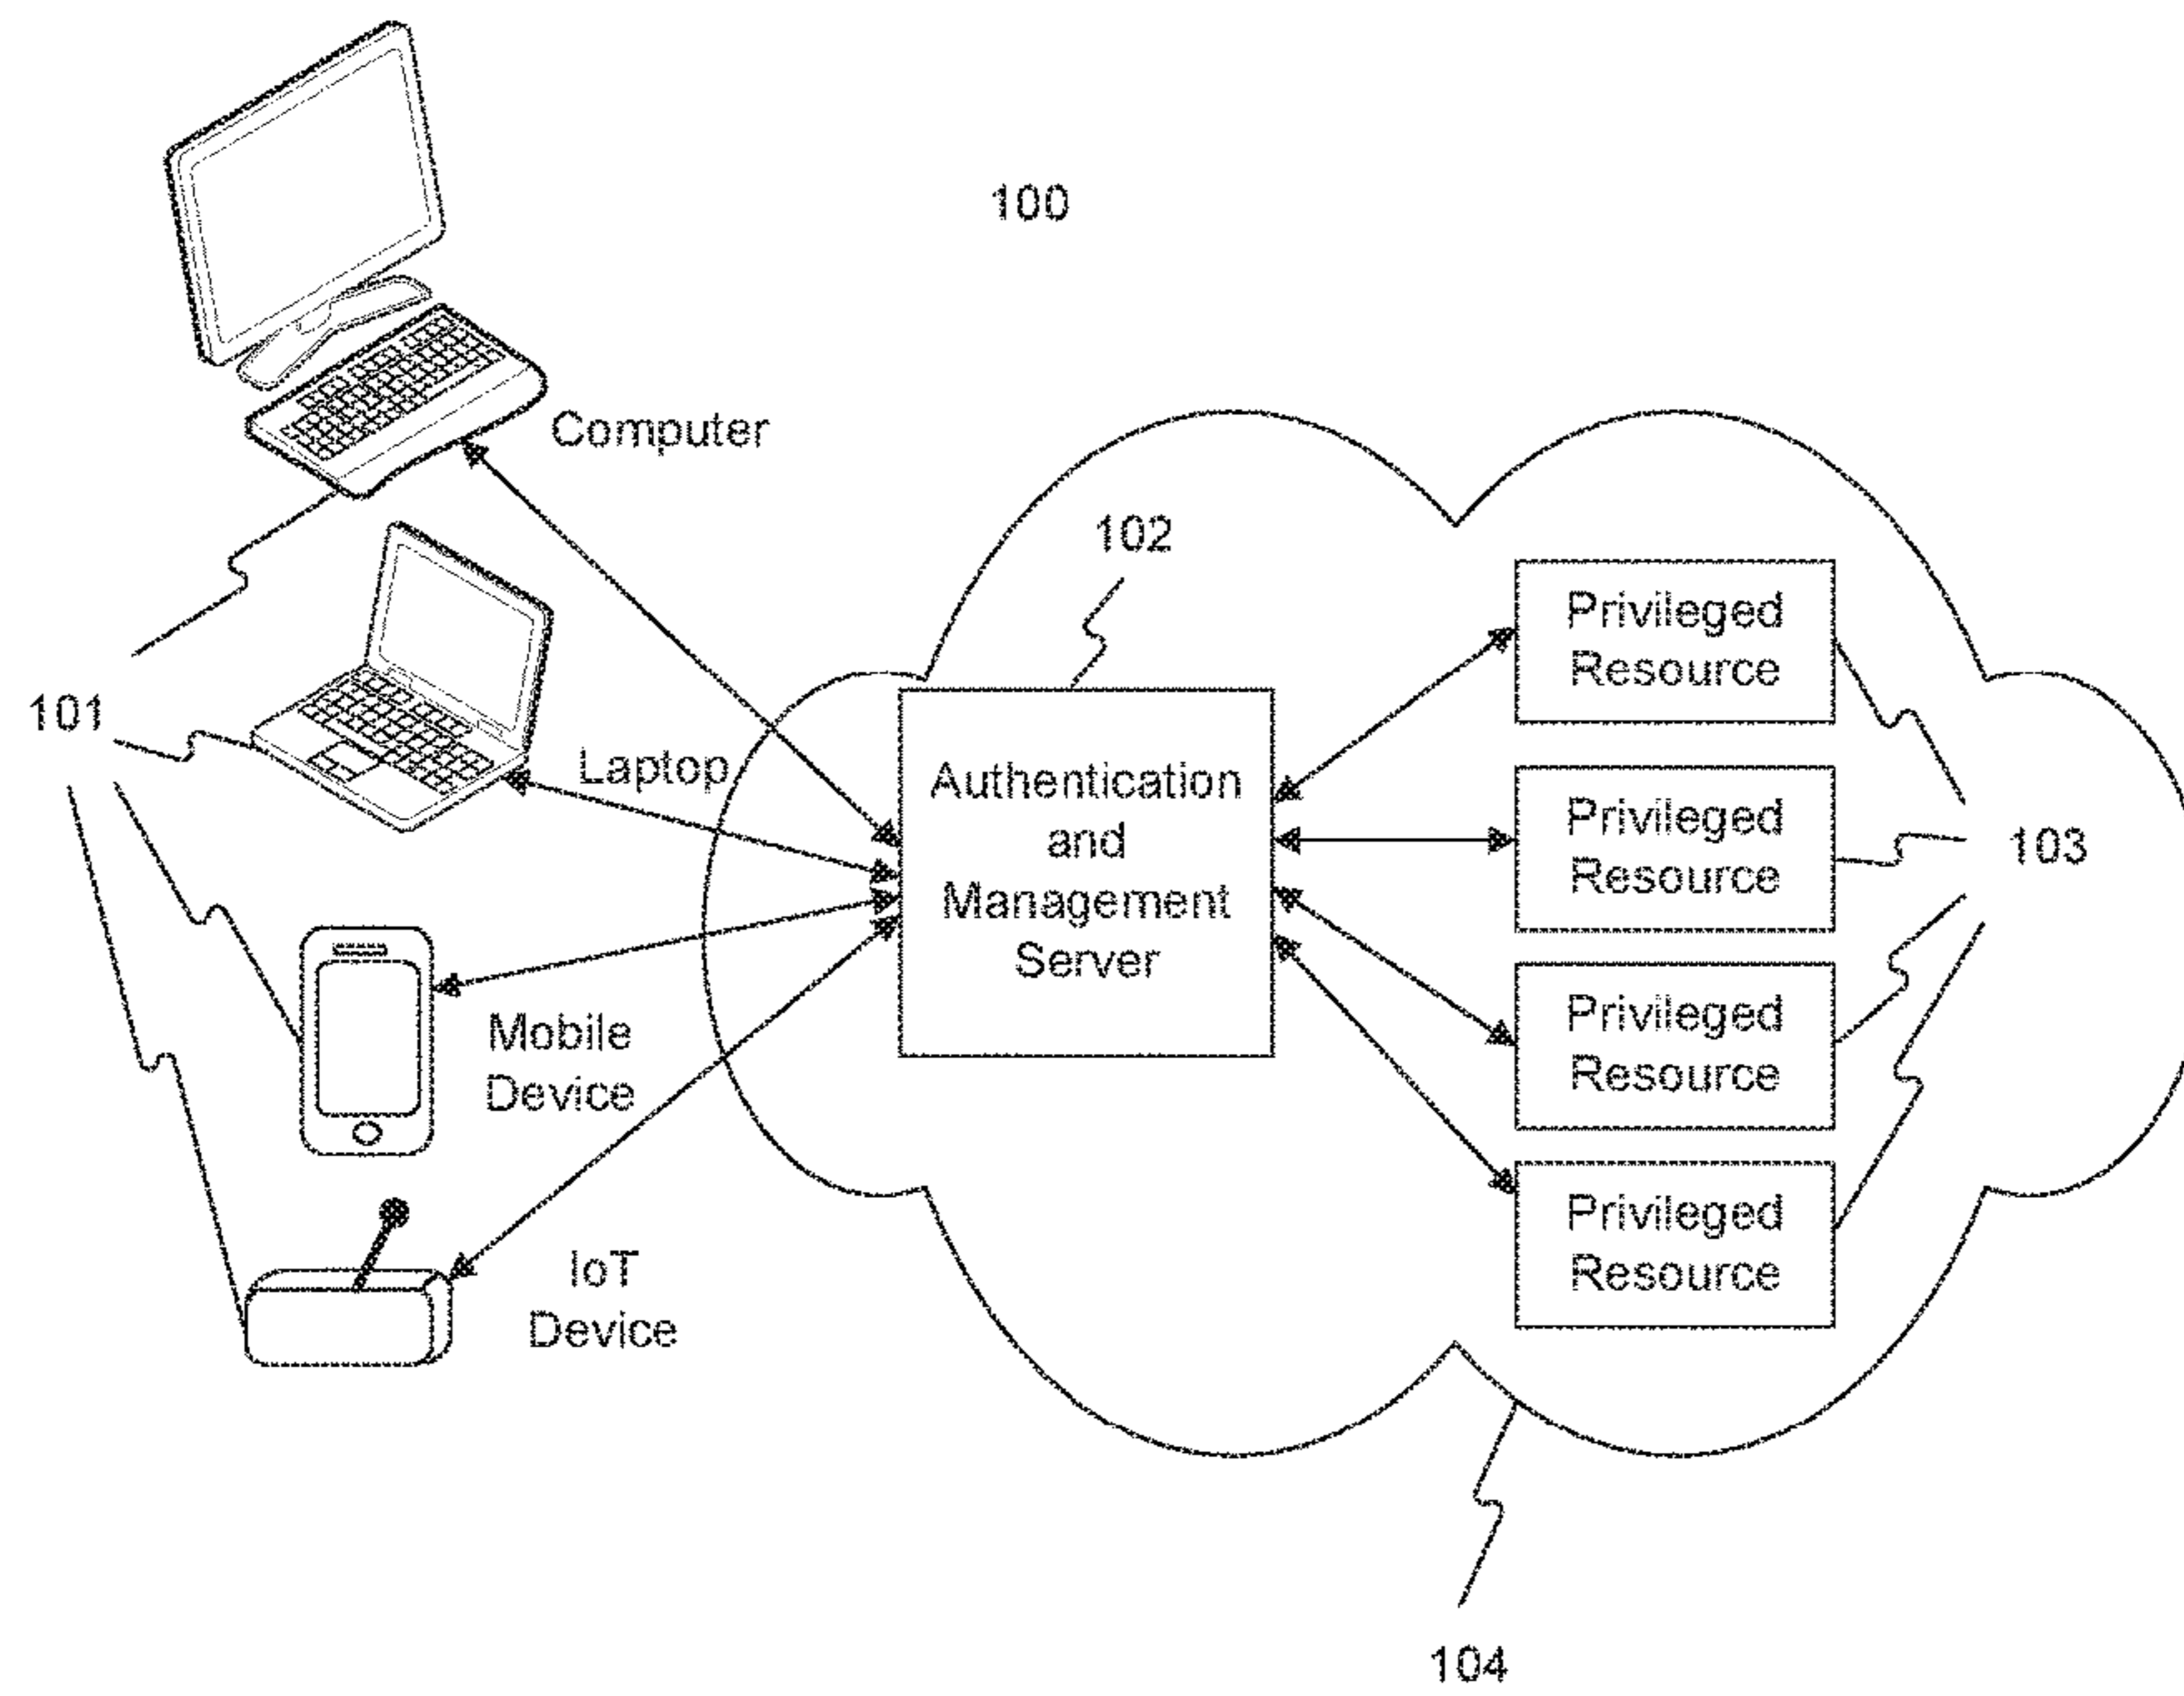 100
Computer
102
Privileged
Resource
101
Laptop
Authentication
and
Management
Server
Privileged
Resource
103
Mobile
Device
Privileged
Resource
IoT
Device
Privileged
Resource
104